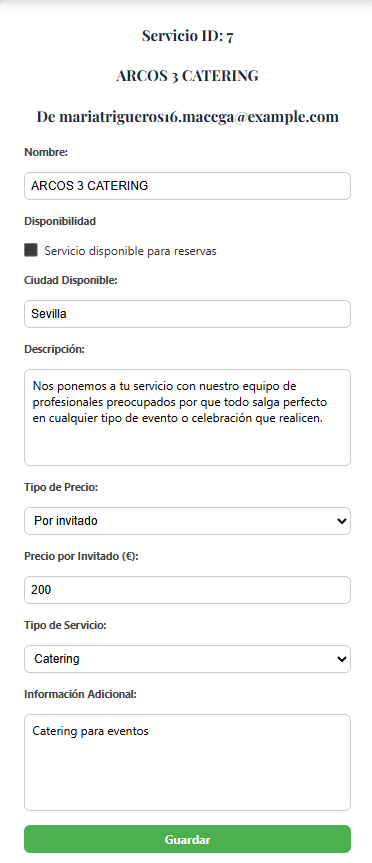 Servicio ID: 7
ARCOS 3 CATERING
De mariatrigueros16.maccga@example.com
Nombre:
ARCOS 3 CATERING
Disponibilidad
Servicio disponible para reservas
Ciudad Disponible:
Sevilla
Descripción:
Nos ponemos a tu servicio con nuestro equipo de
profesionales preocupados por que todo salga perfecto
en cualquier tipo de evento o celebración que realicen.
Tipo de Precio:
Por invitado
Precio por Invitado (€):
200
Tipo de Servicio:
Catering
Información Adicional:
Catering para eventos
Guardar